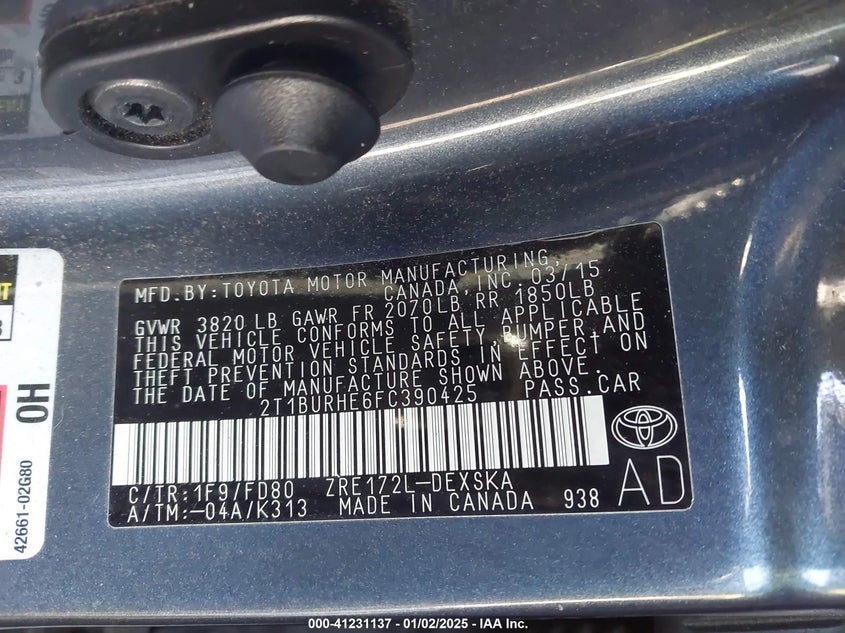 MFD.BY:TOYOTA MOTOR MANUFACTURING,
CANADA, INC. 03/15
GVWR 3820 LB GAWR FR 2070LB, RR 1850LB
THIS VEHICLE CONFORMS TO ALL APPLICABLE
FEDERAL MOTOR VEHICLE SAFETY,BUMPER,AND
THEFT PREVENTION STANDARDS IN EFFECT ON
THE DATE OF MANUFACTURE SHOWN ABOVE.
2T1BURHE6FC390425 PASS.CAR
C/TR:1F9/FD80 ZRE172L-DEXSKA
A/TM:-04A/K313 MADE IN CANADA 938
AD
OH
42661-02G80
000-41231137 - 01/02/2025 - IAA Inc.